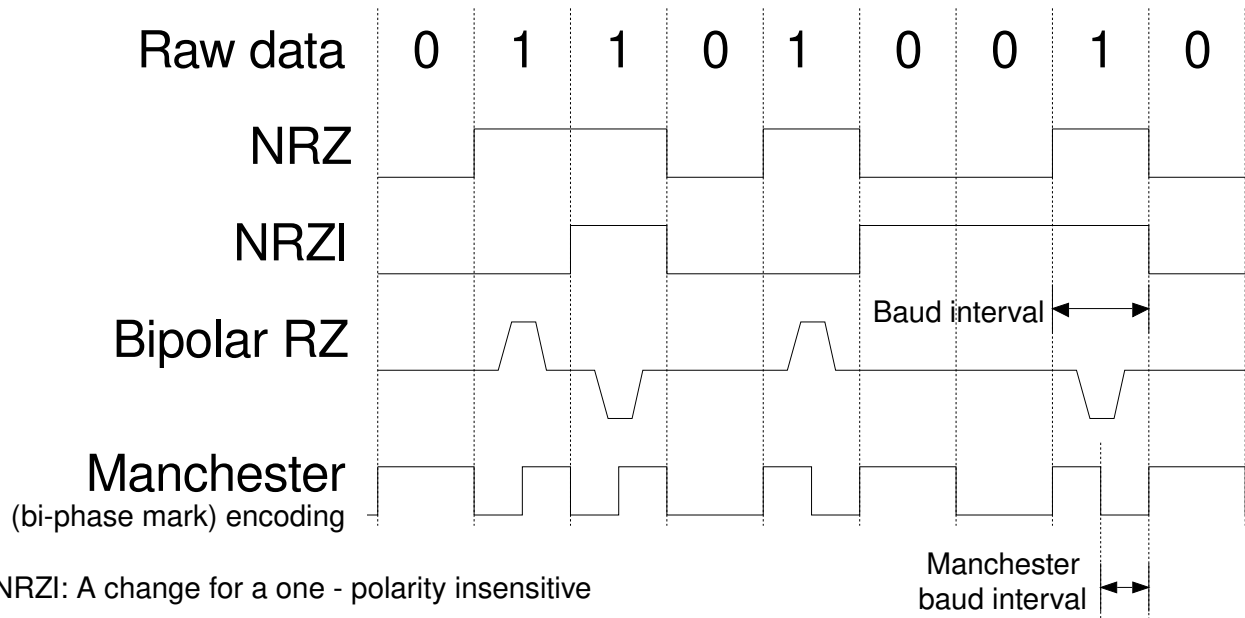 Raw data 0 1 1 0 1 0 0 1 0
NRZ
NRZI
Baud interval
Bipolar RZ
Manchester
(bi-phase mark) encoding
Manchester
baud interval
NRZI: A change for a one - polarity insensitive